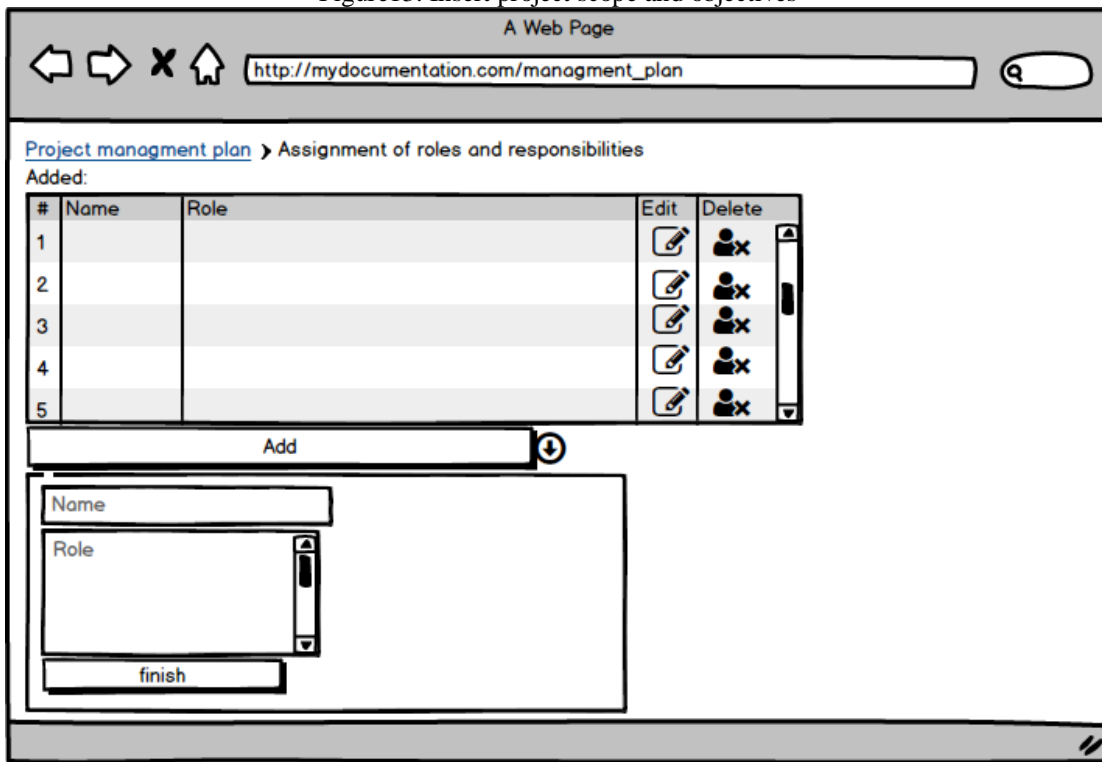 Figure13: Insert project scope and objectives
A Web Page
http://mydocumentation.com/managment_plan
Project managment plan > Assignment of roles and responsibilities
Added:
# Name Role Edit Delete
1
2
3
4
5
Add
Name
Role
finish